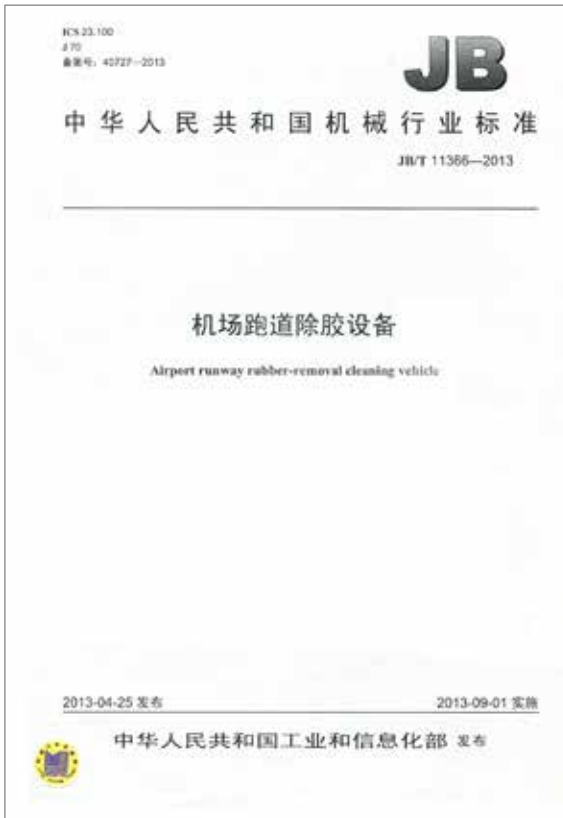 ICS 23.100
J 70
备案号：40727—2013
JB
中华人民共和国机械行业标准
JB/T 11366—2013
机场跑道除胶设备
Airport runway rubber-removal cleaning vehicle
2013-04-25 发布
2013-09-01 实施
中华人民共和国工业和信息化部 发布